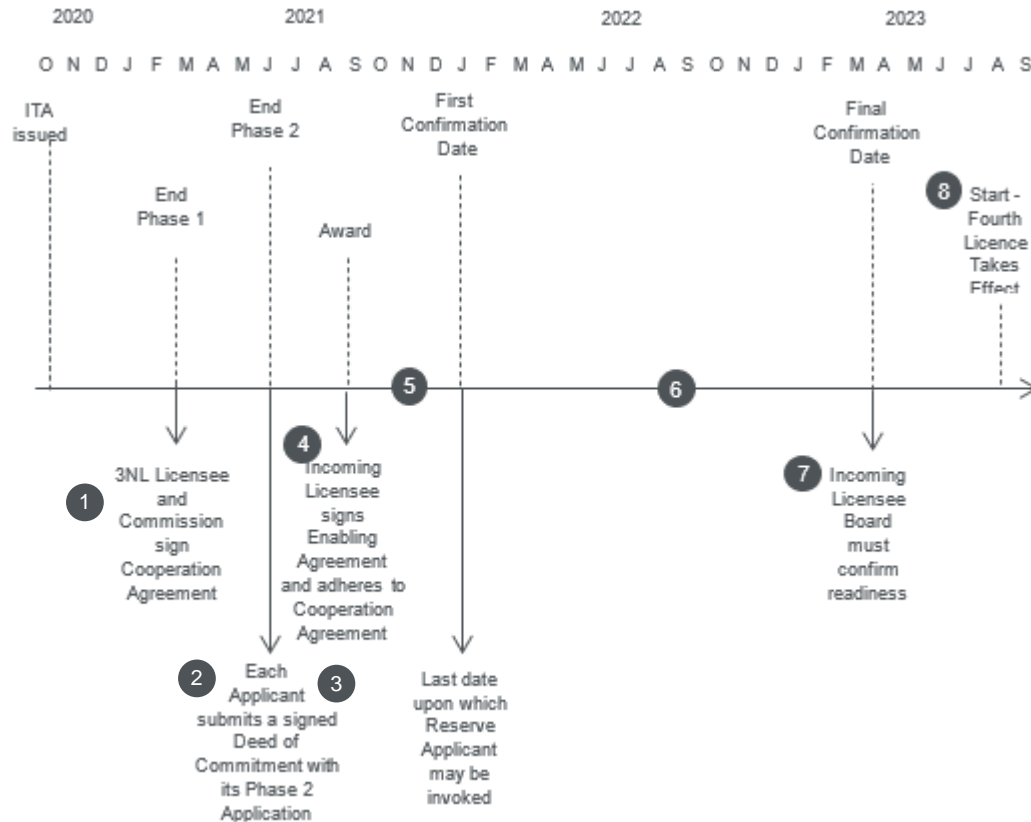 2020 2021 2022 2023
O N D J F M A M J J A S O N D J F M A M J J A S O N D J F M A M J J A S
ITA
issued
End
Phase 1
End
Phase 2
Award
First
Confirmation
Date
Final
Confirmation
Date
8
Start -
Fourth
Licence
Takes
Effect
5
6
1
3NL Licensee
and
Commission
sign
Cooperation
Agreement
2
3
Each
Applicant
submits a signed
Deed of
Commitment with
its Phase 2
Application
4
Incoming
Licensee
signs
Enabling
Agreement
and adheres to
Cooperation
Agreement
Last date
upon which
Reserve
Applicant
may be
invoked
7
Incoming
Licensee
Board
must
confirm
readiness